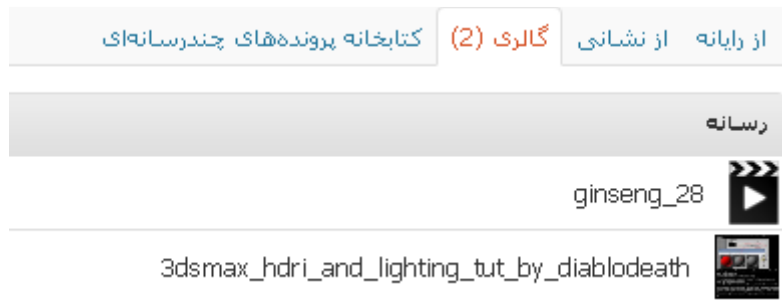 از رایانه از نشانی گالری (2) کتابخانه پرونده‌های چندرسانه‌ای
رسانه
ginseng_28
3dsmax_hdri_and_lighting_tut_by_diablodeath